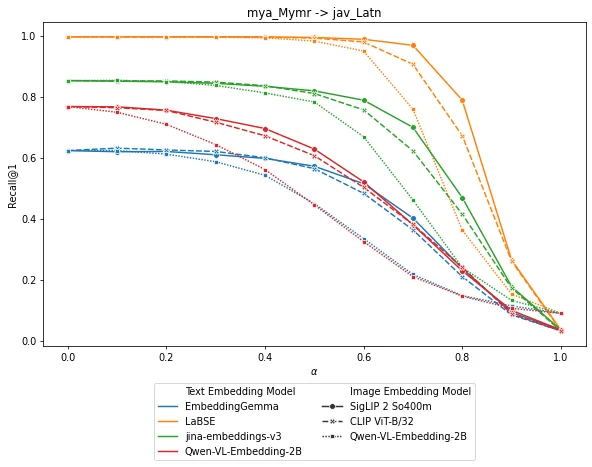 mya_Mymr -> jav_Latn
1.0
0.8
0.6
0.4
0.2
0.0
Recall@1
0.0 0.2 0.4 0.6 0.8 1.0
α
Text Embedding Model
EmbeddingGemma
LaBSE
jina-embeddings-v3
Qwen-VL-Embedding-2B
Image Embedding Model
SigLIP 2 So400m
CLIP ViT-B/32
Qwen-VL-Embedding-2B